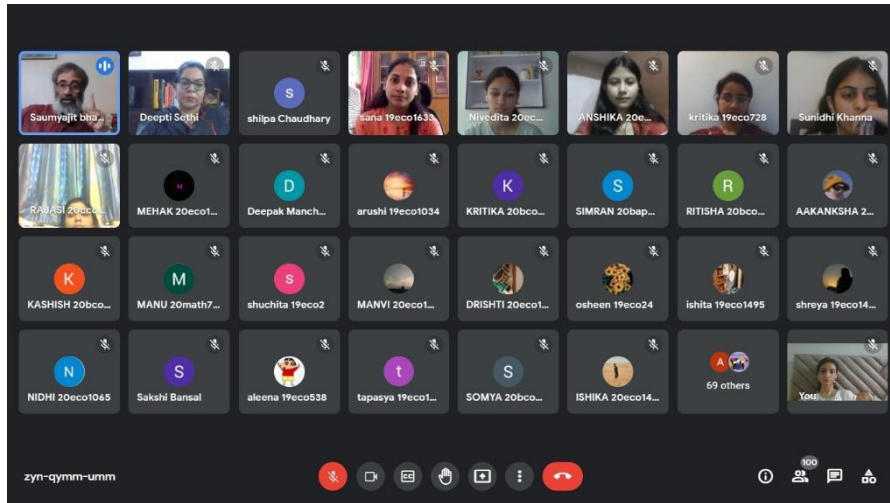 Saumyajit bha...
Deepti Sethi
s
shilpa Chaudhary
sana 19eco1633
Nivedita 20ec...
ANSHIKA 20e...
kritika 19eco728
Sunidhi Khanna
RAJASI 20eco...
M
MEHAK 20eco1...
D
Deepak Manch...
arushi 19eco1034
K
KRITIKA 20bco...
S
SIMRAN 20bap...
R
RITISHA 20bco...
AAKANKSHA 2...
K
KASHISH 20bco...
M
MANU 20math7...
s
shuchita 19eco2
MANVI 20eco1...
DRISHTI 20eco1...
osheen 19eco24
ishita 19eco1495
shreya 19eco14...
N
NIDHI 20eco1065
S
Sakshi Bansal
aleena 19eco538
t
tapasya 19eco1...
S
SOMYA 20bco...
ISHIKA 20eco14...
A
69 others
You
zyn-qymm-umm
CC
100